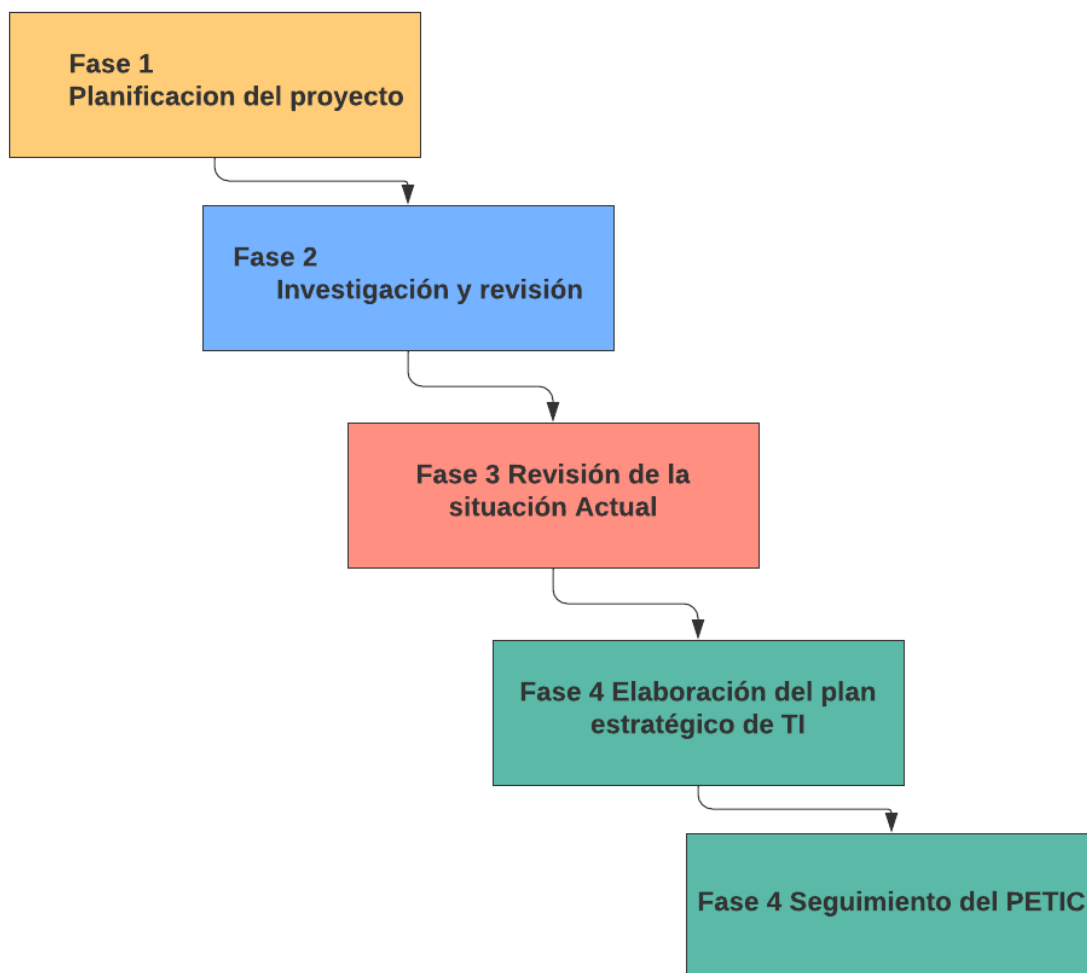 Fase 1
Planificacion del proyecto
Fase 2
Investigación y revisión
Fase 3 Revisión de la
situación Actual
Fase 4 Elaboración del plan
estratégico de TI
Fase 4 Seguimiento del PETIC